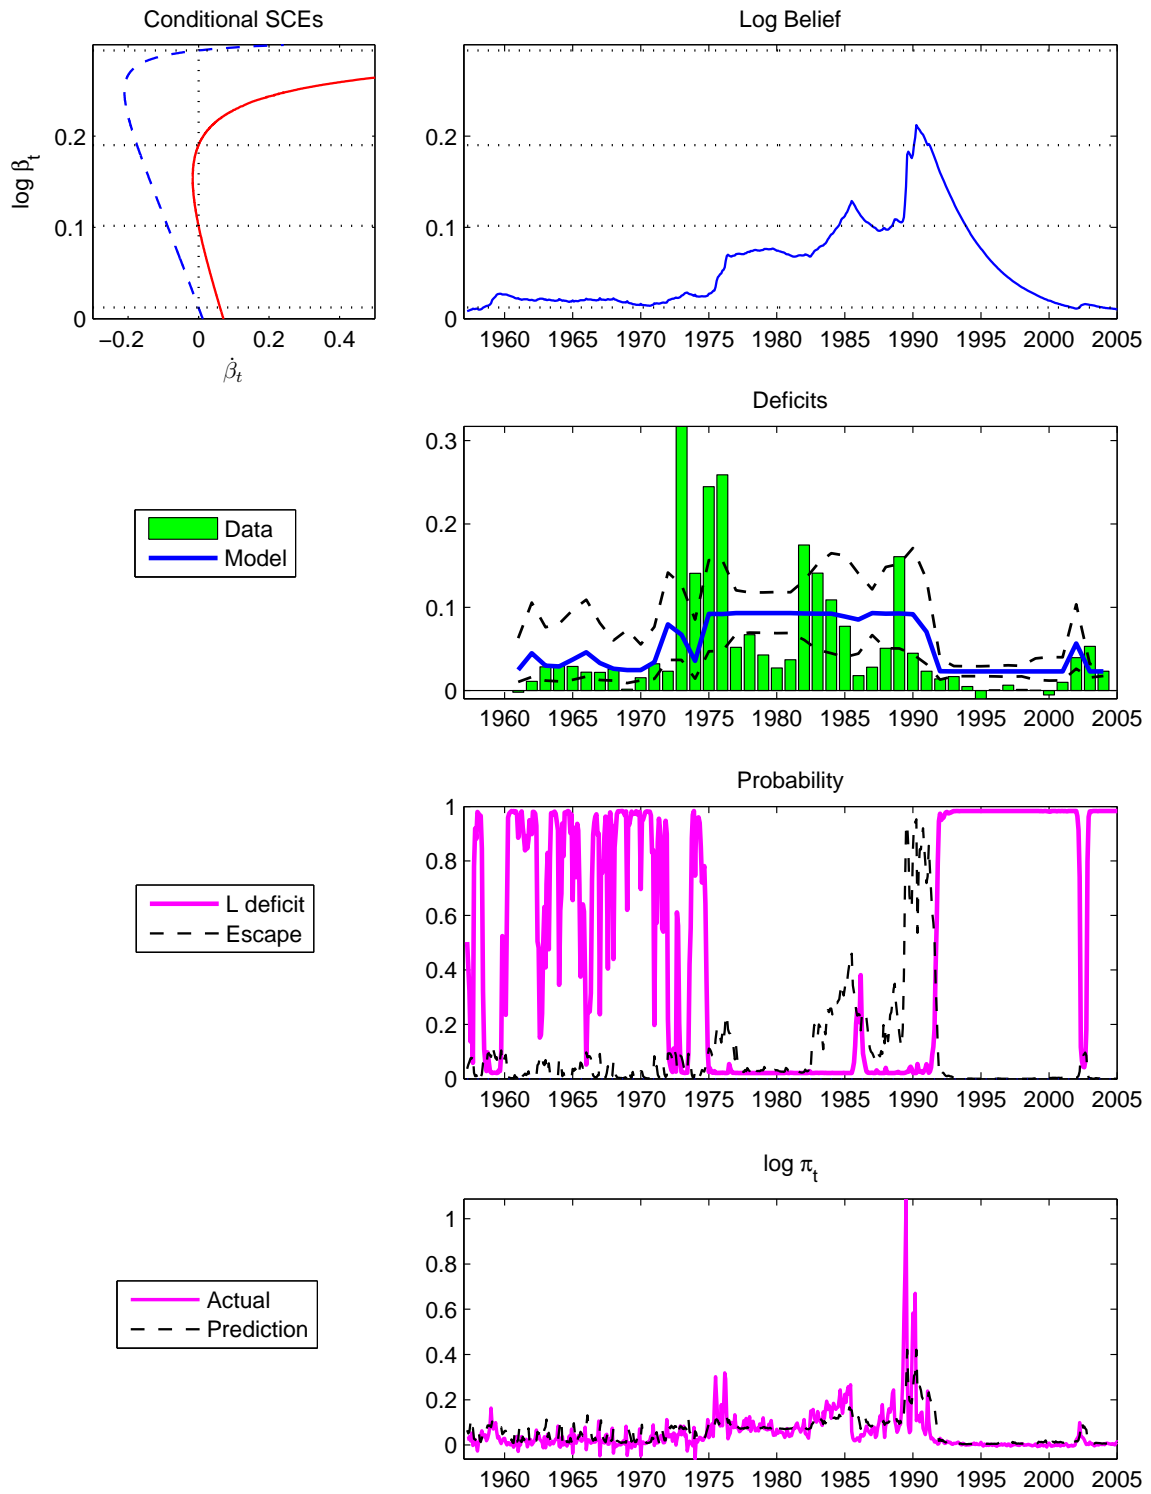 Conditional SCEs
Log Belief
log β_t
0.2
0.1
0
−0.2 0 0.2 0.4
β̇_t
0.2
0.1
0
1960 1965 1970 1975 1980 1985 1990 1995 2000 2005
Deficits
Data
Model
0.3
0.2
0.1
0
1960 1965 1970 1975 1980 1985 1990 1995 2000 2005
Probability
L deficit
Escape
1
0.8
0.6
0.4
0.2
0
1960 1965 1970 1975 1980 1985 1990 1995 2000 2005
log π_t
Actual
Prediction
1
0.8
0.6
0.4
0.2
0
1960 1965 1970 1975 1980 1985 1990 1995 2000 2005